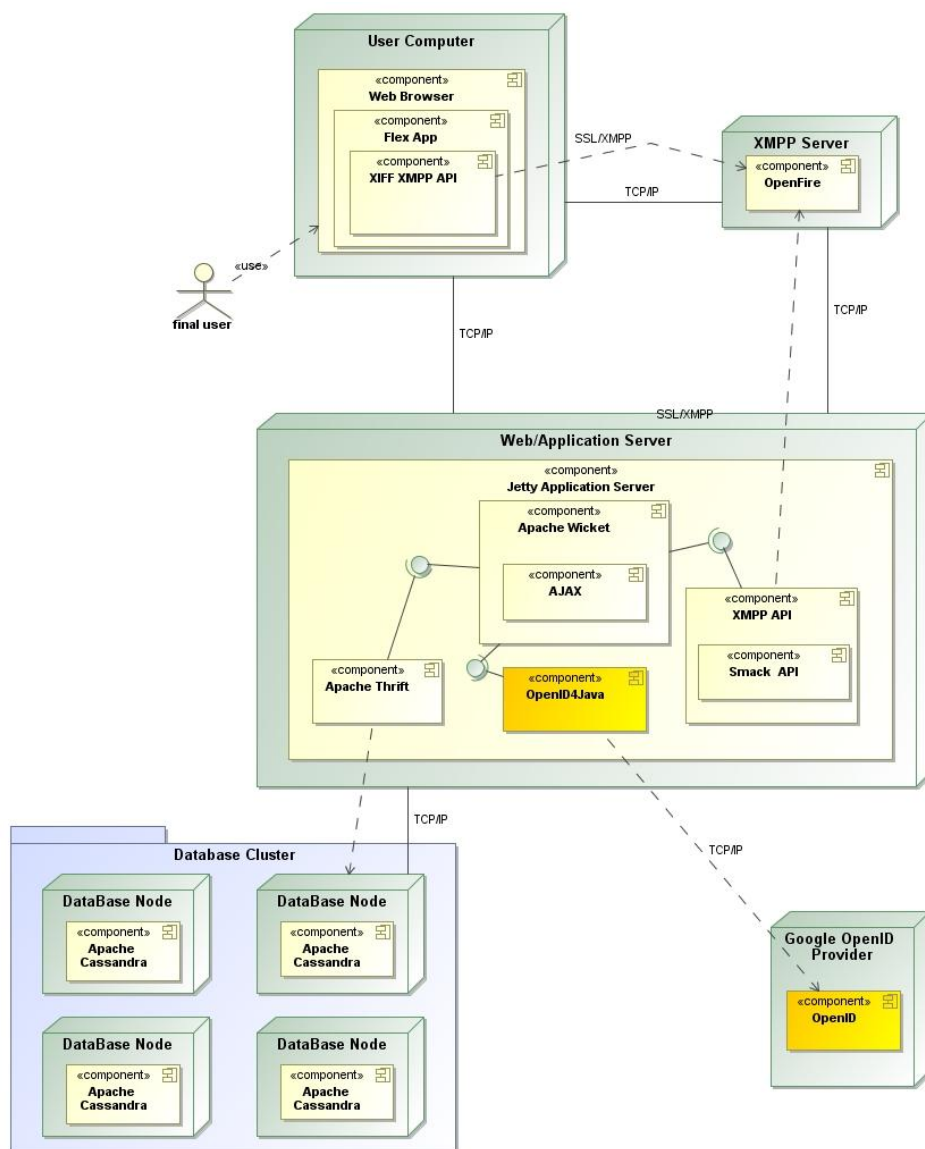 User Computer
«component»
Web Browser
«component»
Flex App
«component»
XIFF XMPP API
SSL/XMPP
XMPP Server
«component»
OpenFire
TCP/IP
«use»
final user
TCP/IP
TCP/IP
SSL/XMPP
Web/Application Server
«component»
Jetty Application Server
«component»
Apache Wicket
«component»
AJAX
«component»
XMPP API
«component»
Smack API
«component»
Apache Thrift
«component»
OpenID4Java
TCP/IP
TCP/IP
Database Cluster
DataBase Node
«component»
Apache
Cassandra
DataBase Node
«component»
Apache
Cassandra
Google OpenID
Provider
«component»
OpenID
DataBase Node
«component»
Apache
Cassandra
DataBase Node
«component»
Apache
Cassandra